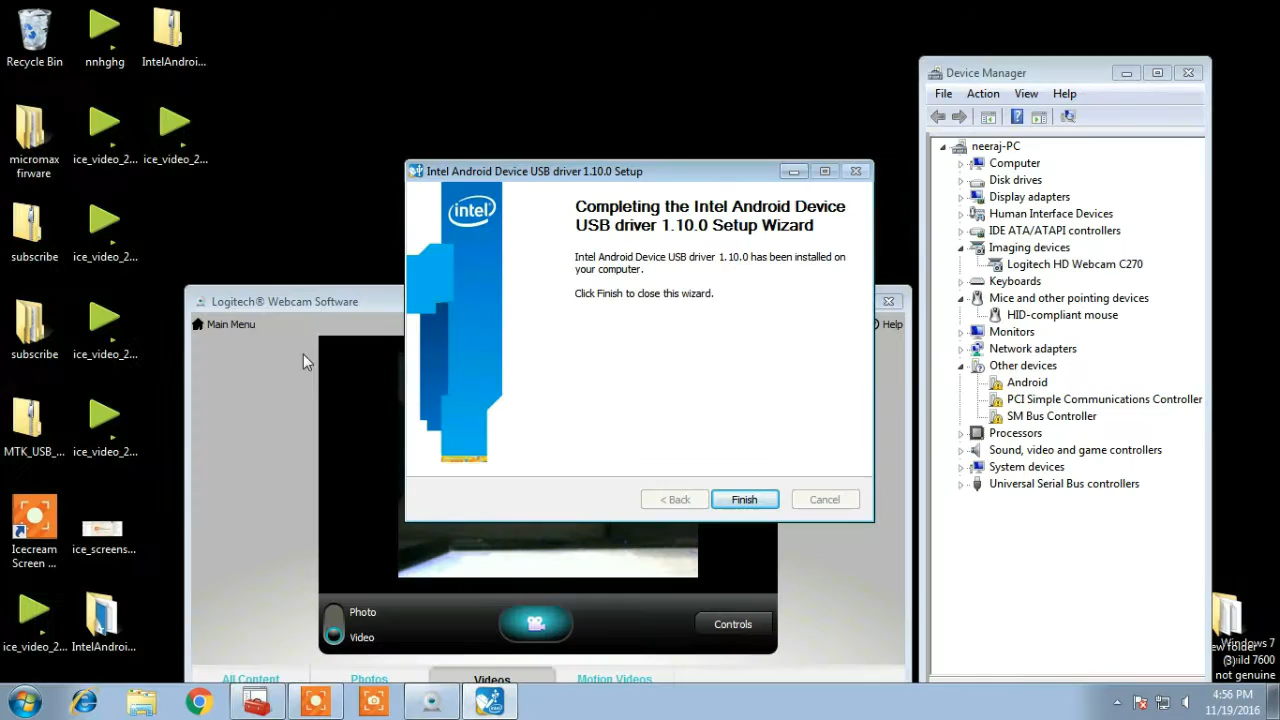 Recycle Bin
nnhghg
IntelAndroi...
micromax
firware
ice_video_2...
ice_video_2...
subscribe
ice_video_2...
subscribe
ice_video_2...
MTK_USB_...
ice_video_2...
Icecream
Screen ...
ice_screens...
ice_video_2...
IntelAndroi...
Logitech® Webcam Software
Main Menu
Help
Photo
Video
Controls
All Content
Photos
Videos
Motion Videos
Intel Android Device USB driver 1.10.0 Setup
intel
Completing the Intel Android Device
USB driver 1.10.0 Setup Wizard
Intel Android Device USB driver 1.10.0 has been installed on
your computer.
Click Finish to close this wizard.
< Back
Finish
Cancel
Device Manager
File Action View Help
neeraj-PC
Computer
Disk drives
Display adapters
Human Interface Devices
IDE ATA/ATAPI controllers
Imaging devices
Logitech HD Webcam C270
Keyboards
Mice and other pointing devices
HID-compliant mouse
Monitors
Network adapters
Other devices
Android
PCI Simple Communications Controller
SM Bus Controller
Processors
Sound, video and game controllers
System devices
Universal Serial Bus controllers
Windows 7
(3)
7600
not genuine
4:56 PM
11/19/2016